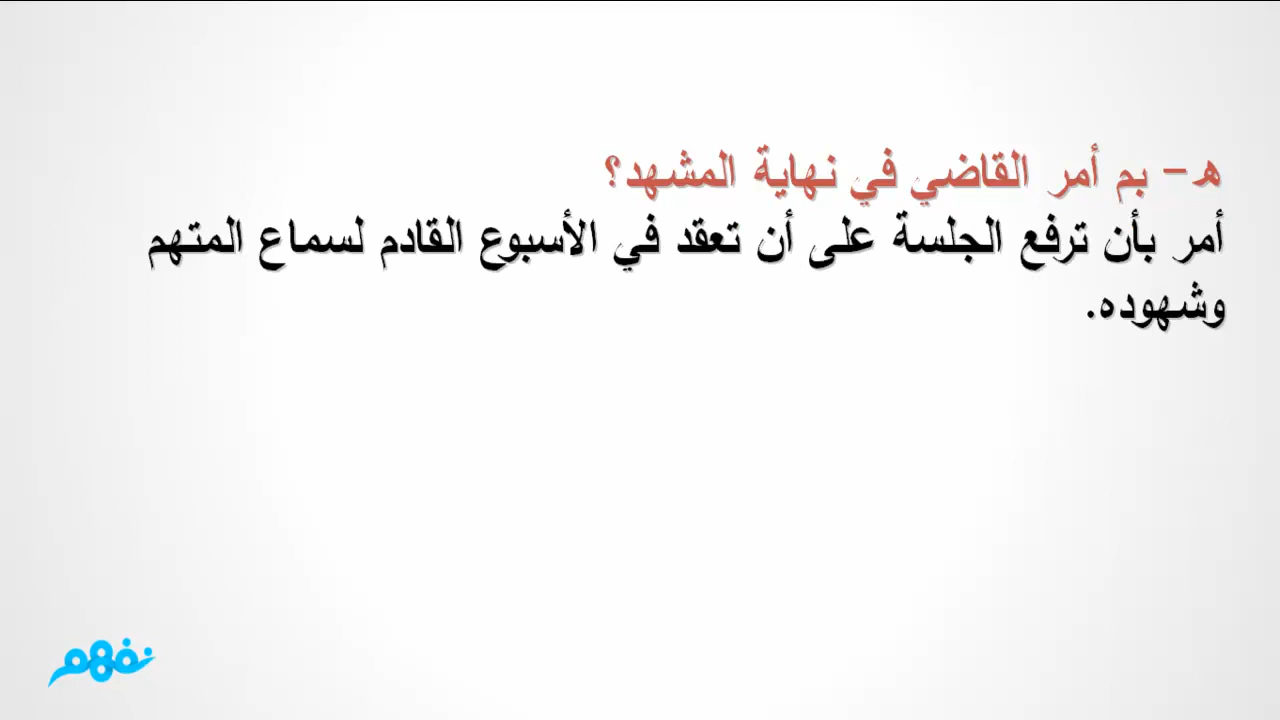 هـ- بم أمر القاضي في نهاية المشهد؟
أمر بأن ترفع الجلسة على أن تعقد في الأسبوع القادم لسماع المتهم
وشهوده.
نفهم